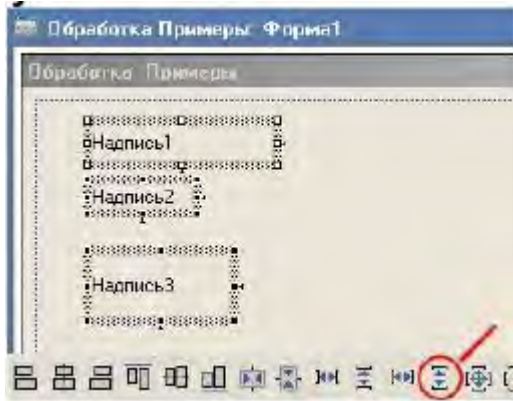 Обработка Примеры: Форма1
Обработка Примеры
Надпись1
Надпись2
Надпись3